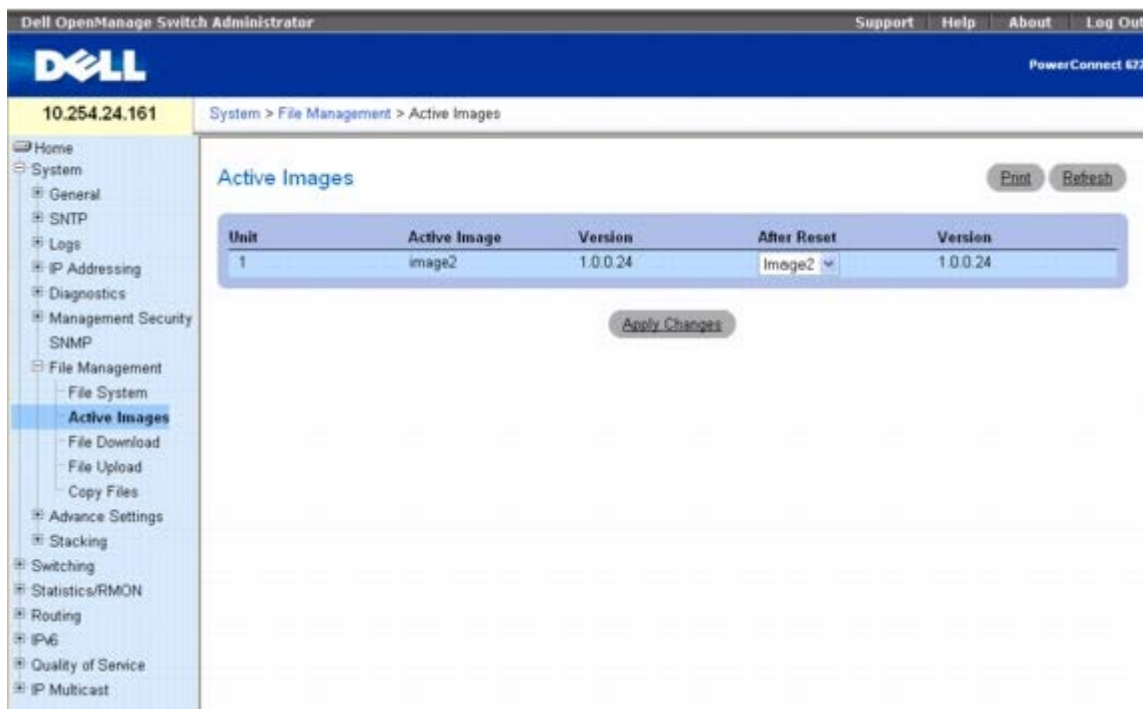 Dell OpenManage Switch Administrator
Support Help About Log Out
DELL
PowerConnect 622
10.254.24.161
System > File Management > Active Images
Home
System
General
SNTP
Logs
IP Addressing
Diagnostics
Management Security
SNMP
File Management
File System
Active Images
File Download
File Upload
Copy Files
Advance Settings
Stacking
Switching
Statistics/RMON
Routing
IPv6
Quality of Service
IP Multicast
Active Images
Print Refresh
Unit Active Image Version After Reset Version
1 image2 1.0.0.24 Image2 1.0.0.24
Apply Changes